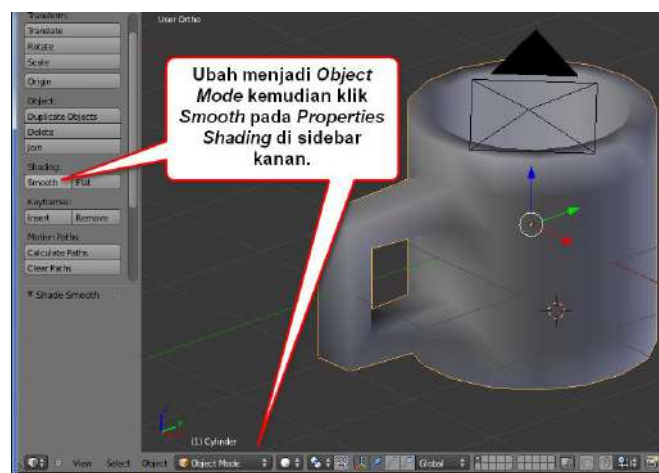 Transforms
Translate
Rotate
Scale
Origin
Object:
Duplicate Objects
Delete
Join
Shading:
Smooth Flat
Keyframes:
Insert Remove
Motion Paths:
Calculate Paths
Clear Paths
▼ Shade Smooth
User Ortho
Ubah menjadi Object
Mode kemudian klik
Smooth pada Properties
Shading di sidebar
kanan.
(1) Cylinder
View Select Object Object Mode Global